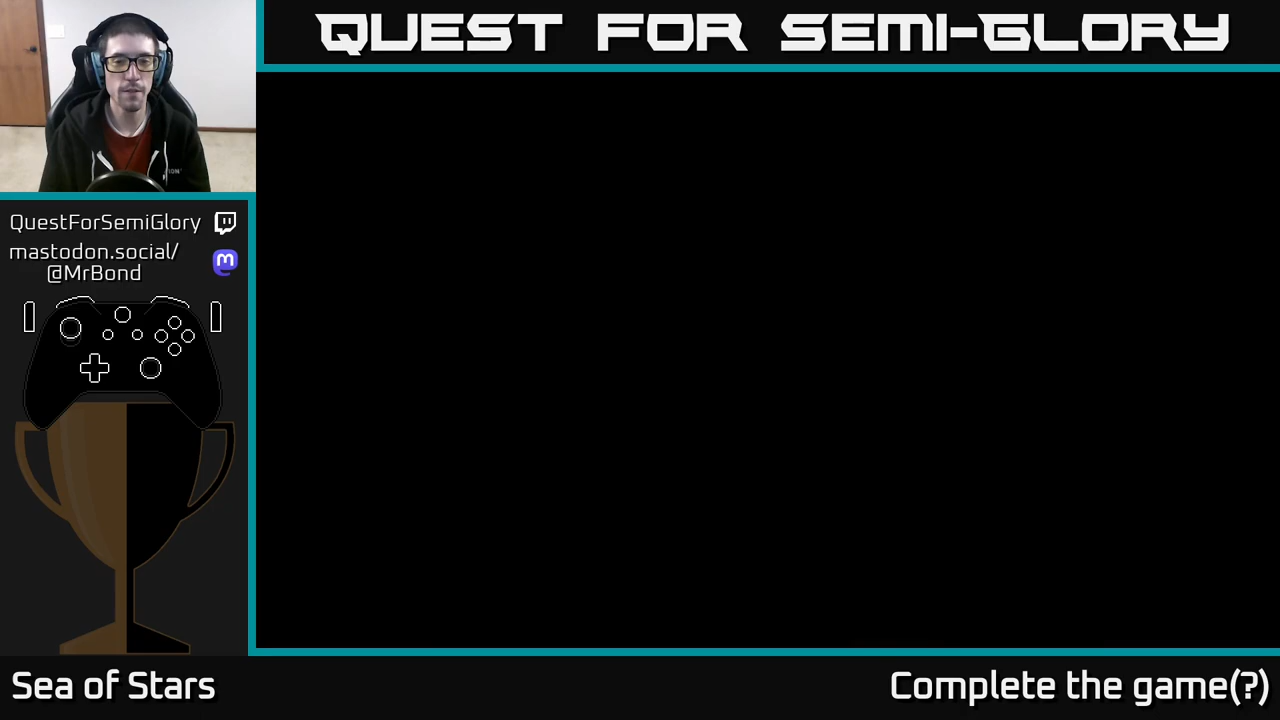 QUEST FOR SEMI-GLORY
QuestForSemiGlory
mastodon.social/
@MrBond
Sea of Stars
Complete the game(?)